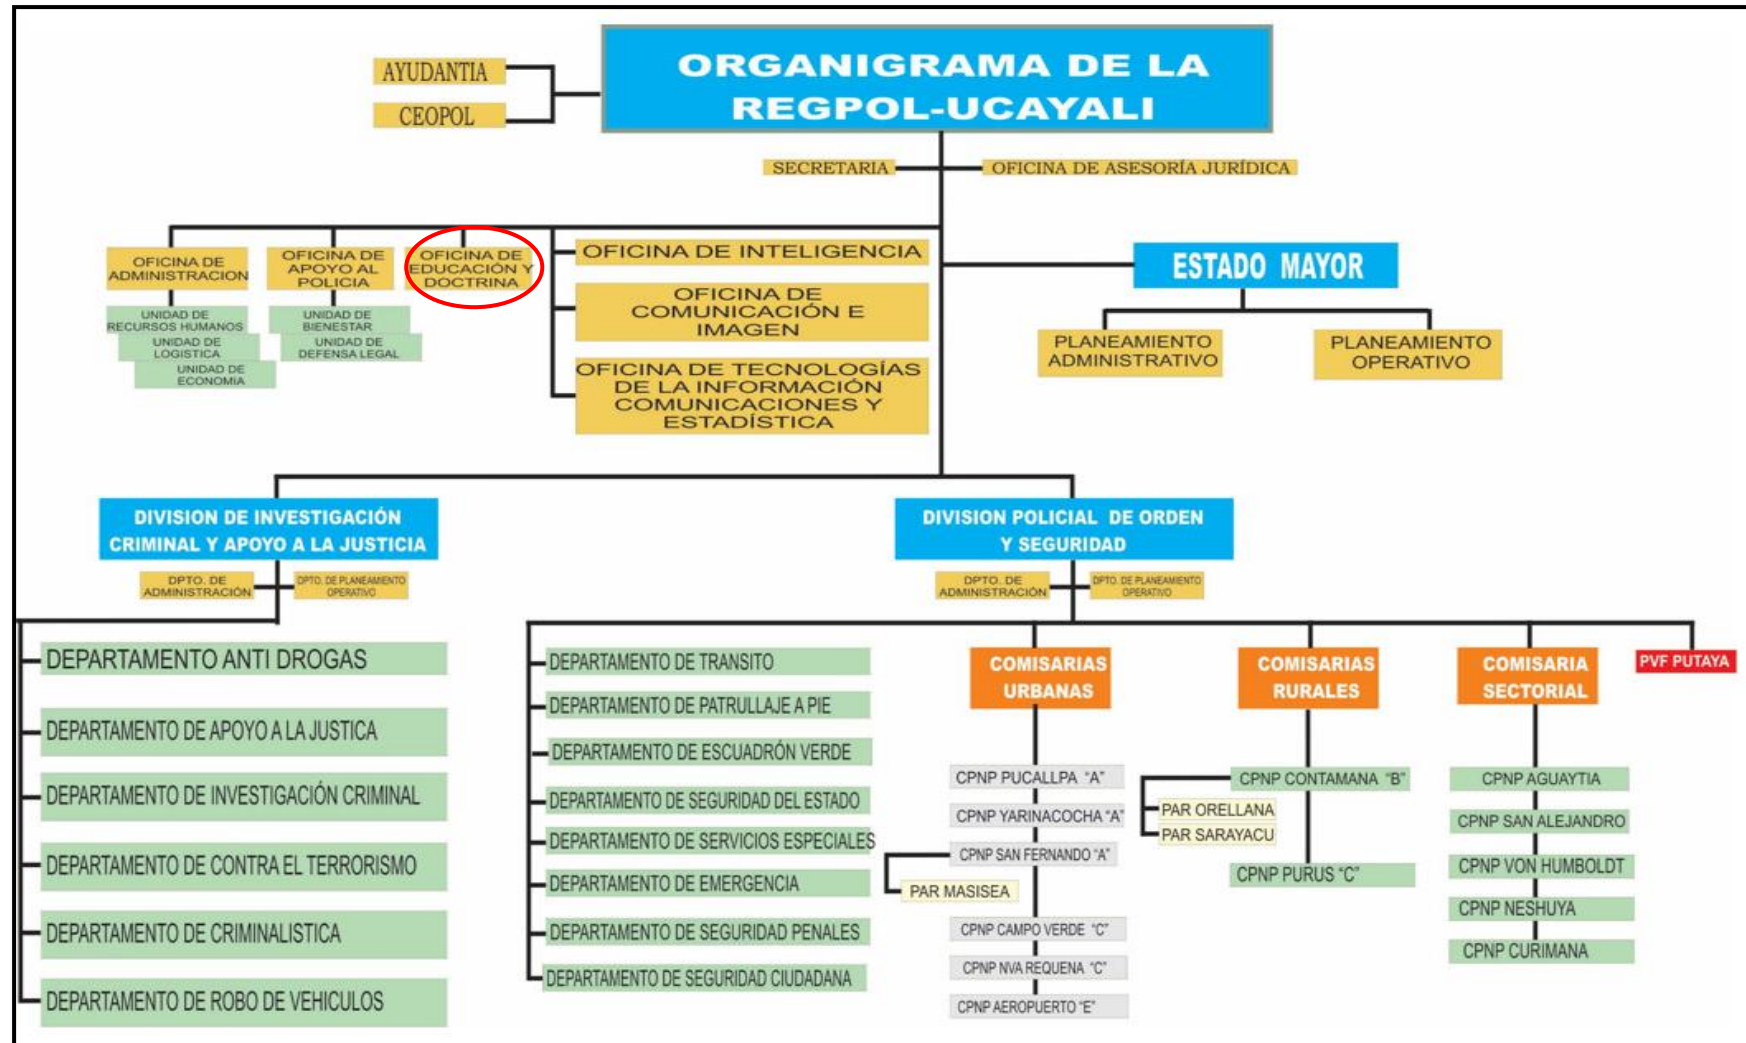 ORGANIGRAMA DE LA
REGPOL-UCAYALI
AYUDANTIA
CEOPOL
SECRETARIA
OFICINA DE ASESORÍA JURÍDICA
OFICINA DE
ADMINISTRACION
UNIDAD DE
RECURSOS HUMANOS
UNIDAD DE
LOGISTICA
UNIDAD DE
ECONOMIA
OFICINA DE
APOYO AL
POLICIA
UNIDAD DE
BIENESTAR
UNIDAD DE
DEFENSA LEGAL
OFICINA DE
EDUCACIÓN Y
DOCTRINA
OFICINA DE INTELIGENCIA
OFICINA DE
COMUNICACIÓN E
IMAGEN
OFICINA DE TECNOLOGÍAS
DE LA INFORMACIÓN
COMUNICACIONES Y
ESTADÍSTICA
ESTADO MAYOR
PLANEAMIENTO
ADMINISTRATIVO
PLANEAMIENTO
OPERATIVO
DIVISION DE INVESTIGACIÓN
CRIMINAL Y APOYO A LA JUSTICIA
DPTO. DE
ADMINISTRACIÓN
DPTO. DE PLANEAMIENTO
OPERATIVO
DEPARTAMENTO ANTI DROGAS
DEPARTAMENTO DE APOYO A LA JUSTICA
DEPARTAMENTO DE INVESTIGACIÓN CRIMINAL
DEPARTAMENTO DE CONTRA EL TERRORISMO
DEPARTAMENTO DE CRIMINALISTICA
DEPARTAMENTO DE ROBO DE VEHICULOS
DIVISION POLICIAL DE ORDEN
Y SEGURIDAD
DPTO. DE
ADMINISTRACIÓN
DPTO. DE PLANEAMIENTO
OPERATIVO
DEPARTAMENTO DE TRANSITO
DEPARTAMENTO DE PATRULLAJE A PIE
DEPARTAMENTO DE ESCUADRÓN VERDE
DEPARTAMENTO DE SEGURIDAD DEL ESTADO
DEPARTAMENTO DE SERVICIOS ESPECIALES
DEPARTAMENTO DE EMERGENCIA
DEPARTAMENTO DE SEGURIDAD PENALES
DEPARTAMENTO DE SEGURIDAD CIUDADANA
COMISARIAS
URBANAS
CPNP PUCALLPA “A”
CPNP YARINACOCHA “A”
CPNP SAN FERNANDO “A”
PAR MASISEA
CPNP CAMPO VERDE “C”
CPNP NVA REQUENA “C”
CPNP AEROPUERTO “E”
COMISARIAS
RURALES
CPNP CONTAMANA “B”
PAR ORELLANA
PAR SARAYACU
CPNP PURUS “C”
COMISARIA
SECTORIAL
CPNP AGUAYTIA
CPNP SAN ALEJANDRO
CPNP VON HUMBOLDT
CPNP NESHUYA
CPNP CURIMANA
PVF PUTAYA